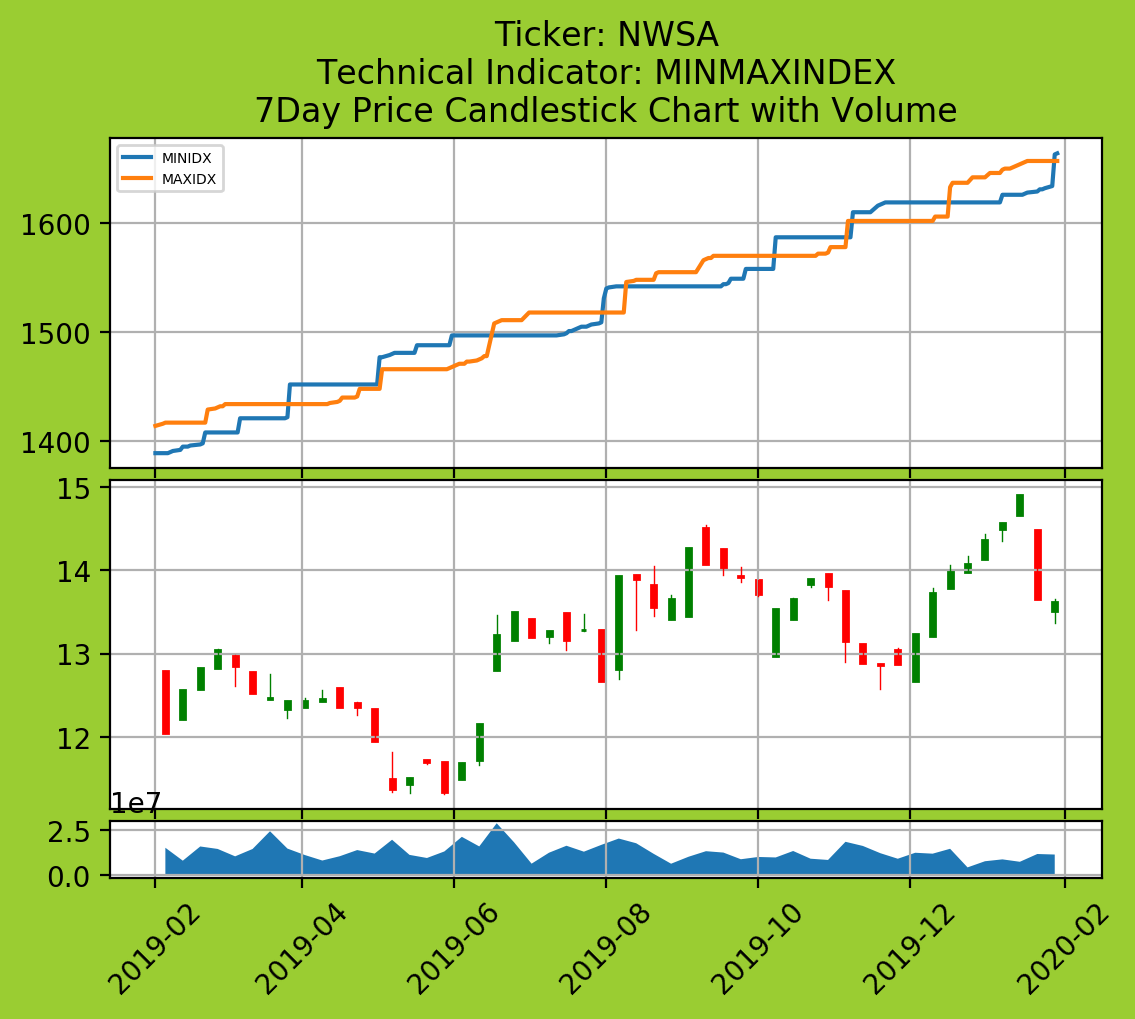 Ticker: NWSA
Technical Indicator: MINMAXINDEX
7Day Price Candlestick Chart with Volume
MINIDX
MAXIDX
1600
1500
1400
15
14
13
12
1e7
2.5
0.0
2019-02
2019-04
2019-06
2019-08
2019-10
2019-12
2020-02